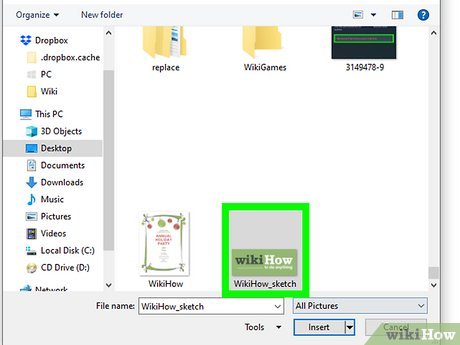 Organize
New folder
Dropbox
.dropbox.cache
PC
Wiki
This PC
3D Objects
Desktop
Documents
Downloads
Music
Pictures
Videos
Local Disk (C:)
CD Drive (D:)
Network
replace
WikiGames
3149478-9
ANNUAL
HOLIDAY
PARTY
WikiHow
wikiHow
to do anything
WikiHow_sketch
File name:
WikiHow_sketch
All Pictures
Tools
Insert
Cancel
wikiHow